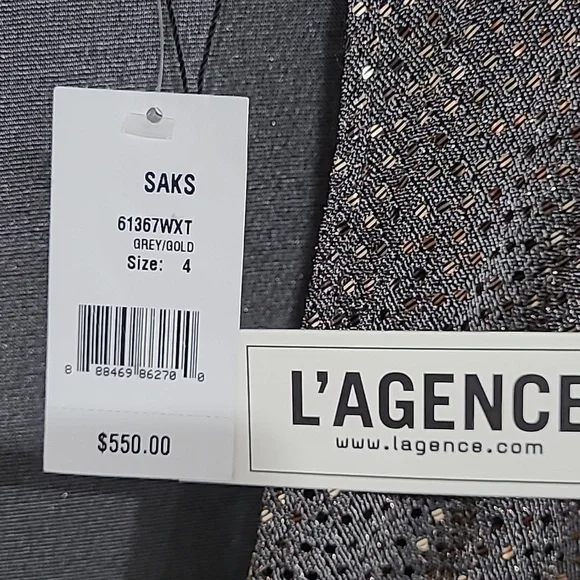 SAKS
61367WXT
GREY/GOLD
Size: 4
8 88469 86270 0
$550.00
L'AGENCE
www.lagence.com